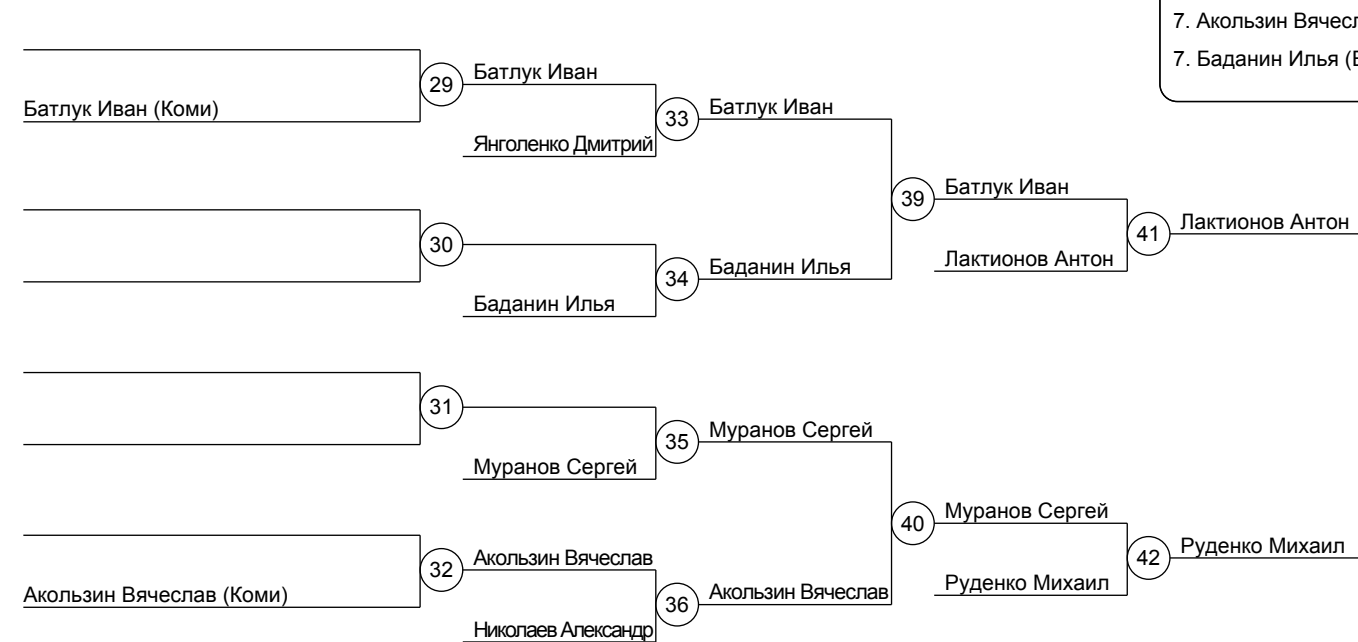 7. Акользин Вячесл
7. Баданин Илья (
29
Батлук Иван
Батлук Иван (Коми)
33
Батлук Иван
Янголенко Дмитрий
39
Батлук Иван
30
41
Лактионов Антон
Лактионов Антон
34
Баданин Илья
Баданин Илья
31
35
Муранов Сергей
Муранов Сергей
40
Муранов Сергей
32
Акользин Вячеслав
42
Руденко Михаил
Акользин Вячеслав (Коми)
36
Акользин Вячеслав
Руденко Михаил
Николаев Александр